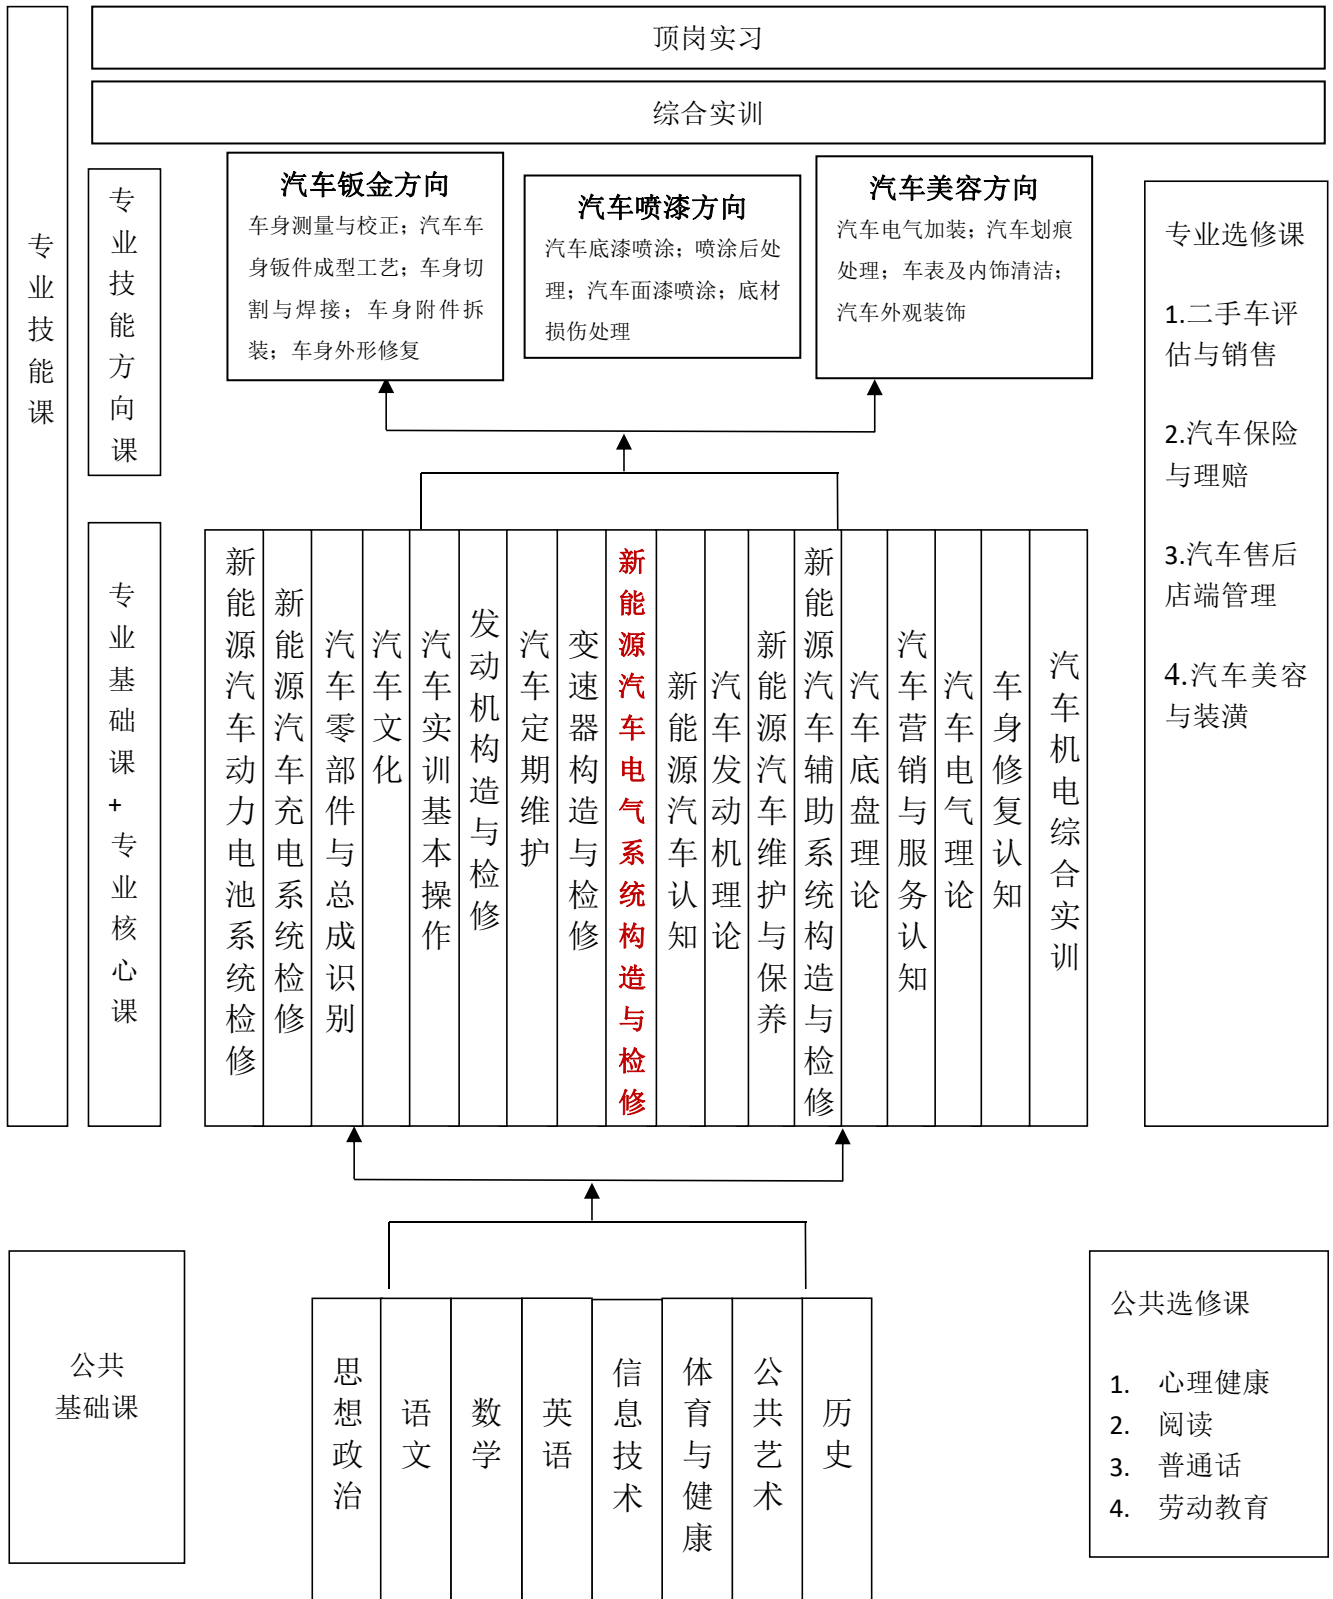 顶岗实习
综合实训
专业技能课
专业技能方向课
汽车钣金方向
车身测量与校正；汽车车
身钣件成型工艺；车身切
割与焊接；车身附件拆
装；车身外形修复
汽车喷漆方向
汽车底漆喷涂；喷涂后处
理；汽车面漆喷涂；底材
损伤处理
汽车美容方向
汽车电气加装；汽车划痕
处理；车表及内饰清洁；
汽车外观装饰
专业选修课
1.二手车评
估与销售
2.汽车保险
与理赔
3.汽车售后
店端管理
4.汽车美容
与装潢
专业基础课+专业核心课
新能源汽车动力电池系统检修
新能源汽车充电系统检修
汽车零部件与总成识别
汽车文化
汽车实训基本操作
发动机构造与检修
汽车定期维护
变速器构造与检修
新能源汽车电气系统构造与检修
新能源汽车认知
汽车发动机理论
新能源汽车维护与保养
新能源汽车辅助系统构造与检修
汽车底盘理论
汽车营销与服务认知
汽车电气理论
车身修复认知
汽车机电综合实训
公共
基础课
思想政治
语文
数学
英语
信息技术
体育与健康
公共艺术
历史
公共选修课
1. 心理健康
2. 阅读
3. 普通话
4. 劳动教育